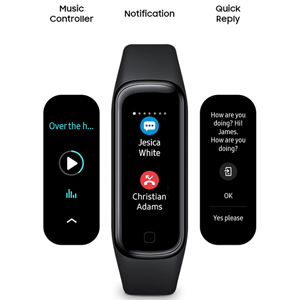 Music
Controller
Notification
Quick
Reply
Over the h...
Jesica
White
Christian
Adams
How are you
doing? Hi!
James.
How are you
doing?
OK
Yes please